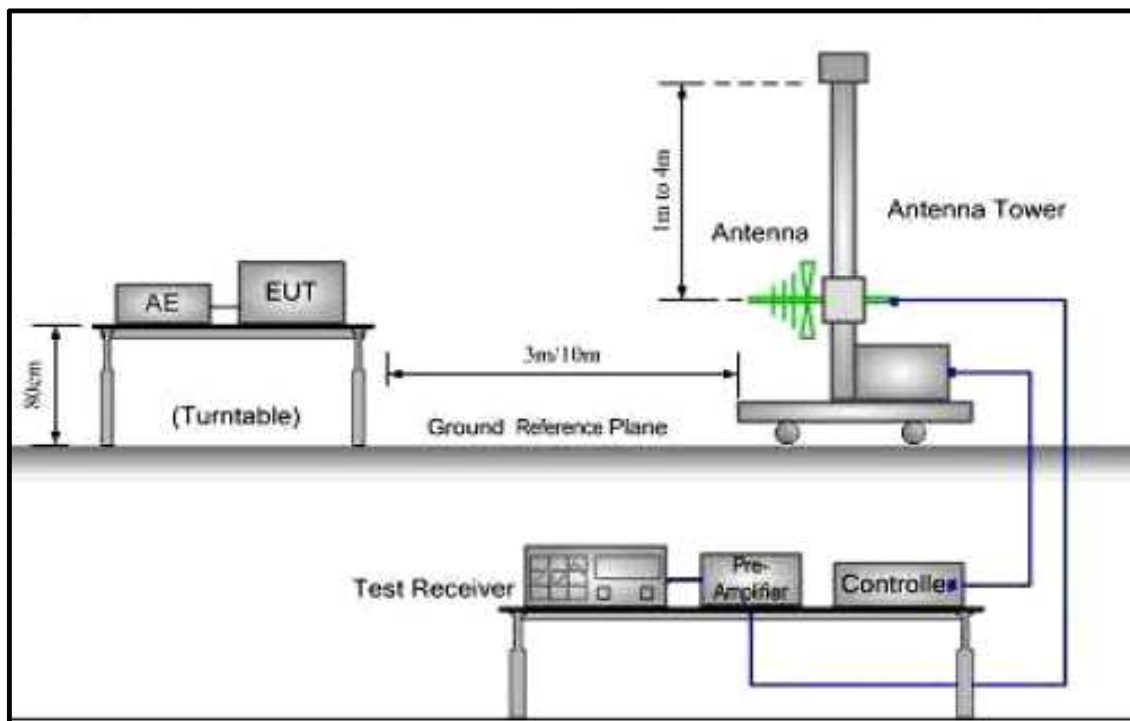 1m to 4m
Antenna Tower
Antenna
AE
EUT
3m/10m
80cm
(Turntable)
Ground Reference Plane
Test Receiver
Pre-
Amplifier
Controller